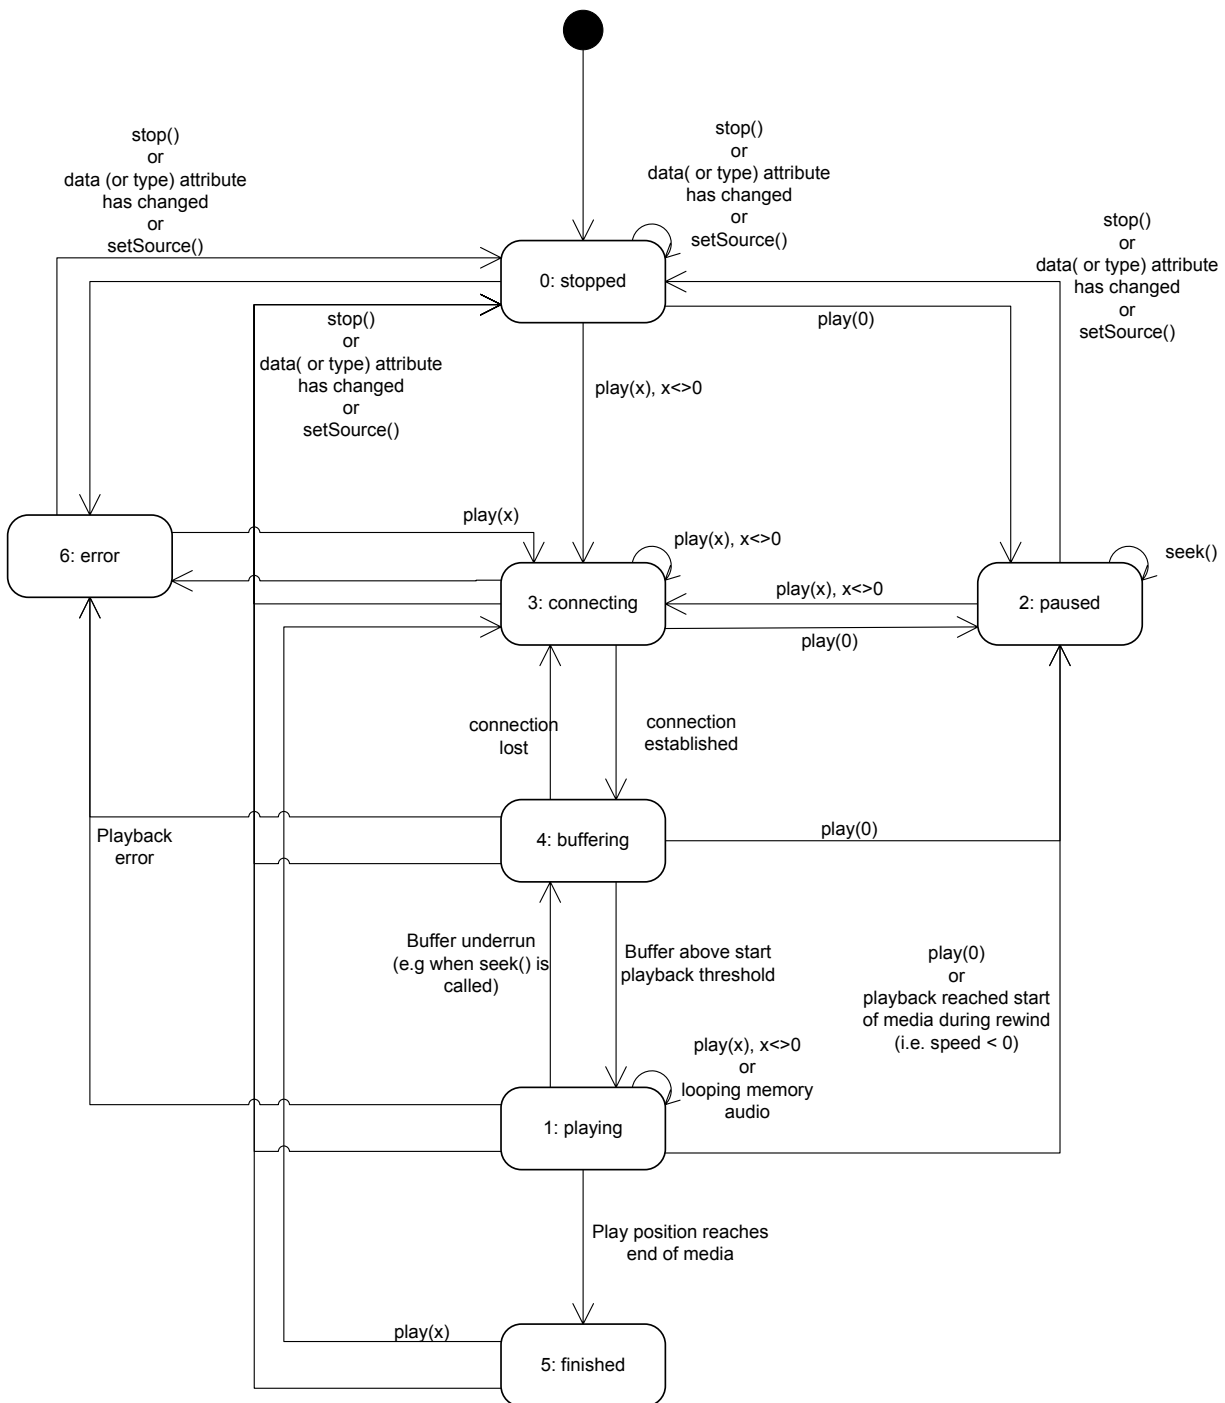 stop()
or
data (or type) attribute
has changed
or
setSource()
stop()
or
data( or type) attribute
has changed
or
setSource()
stop()
or
data( or type) attribute
has changed
or
setSource()
0: stopped
play(0)
stop()
or
data( or type) attribute
has changed
or
setSource()
play(x), x<>0
play(x)
6: error
play(x), x<>0
seek()
3: connecting
play(x), x<>0
2: paused
play(0)
connection
lost
connection
established
Playback
error
4: buffering
play(0)
Buffer underrun
(e.g when seek() is
called)
Buffer above start
playback threshold
play(0)
or
playback reached start
of media during rewind
(i.e. speed < 0)
play(x), x<>0
or
looping memory
audio
1: playing
Play position reaches
end of media
play(x)
5: finished